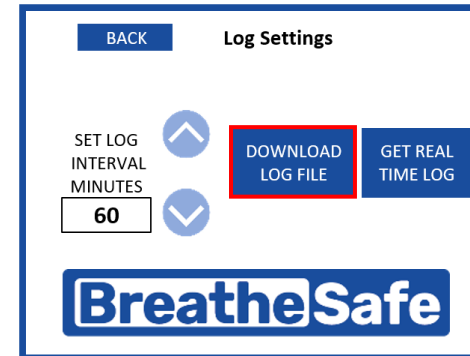 BACK
Log Settings
SET LOG
INTERVAL
MINUTES
60
DOWNLOAD
LOG FILE
GET REAL
TIME LOG
BreatheSafe